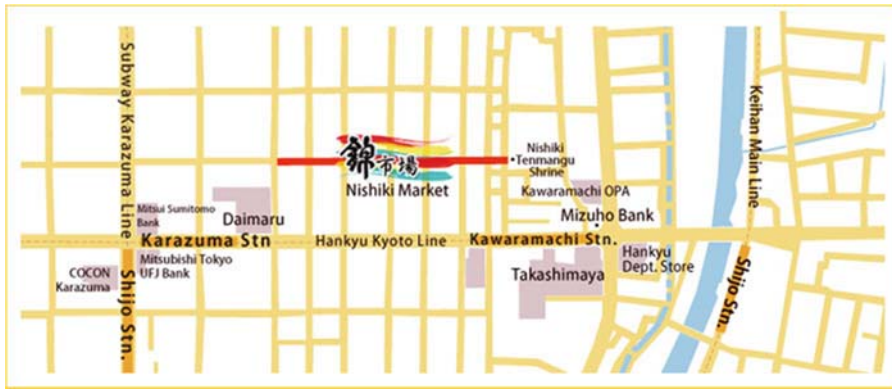 Subway Karazuma Line
Keihan Main Line
錦市場
Nishiki Market
Nishiki
Tenmangu
Shrine
Kawaramachi OPA
Mitsui Sumitomo
Bank
Daimaru
Mizuho Bank
Karazuma Stn
Hankyu Kyoto Line
Kawaramachi Stn.
Mitsubishi Tokyo
UFJ Bank
COCON
Karazuma
Shijo Stn.
Takashimaya
Hankyu
Dept. Store
Shijo Stn.